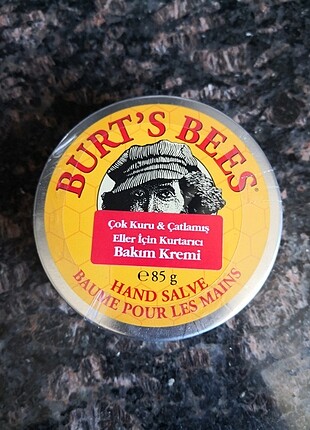 BURT'S BEES®
Çok Kuru & Çatlamış
Eller İçin Kurtarıcı
Bakım Kremi
℮ 85 g
HAND SALVE
BAUME POUR LES MAINS